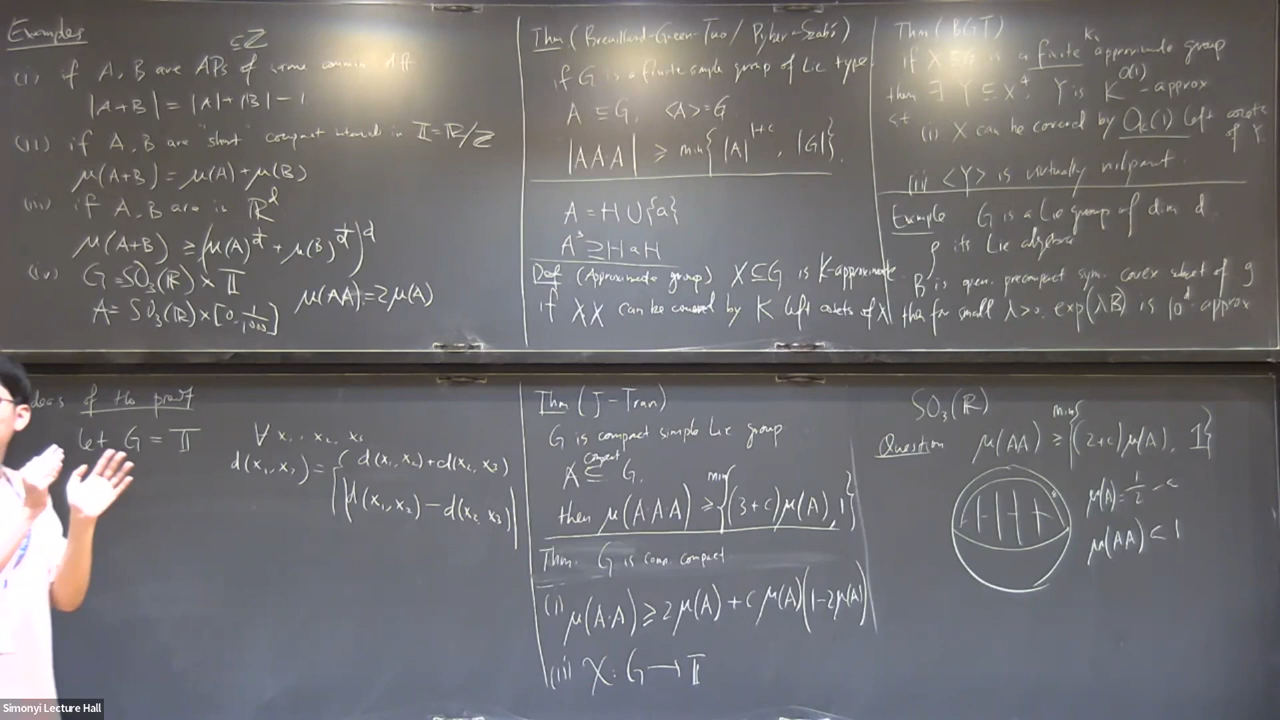 Examples
⊆ℤ
(i) if A, B are APs of same common diff
|A+B| = |A|+|B|-1
(ii) if A, B are "short" compact interval in 𝕋=ℝ/ℤ
μ(A+B) = μ(A)+μ(B)
(iii) if A, B are is ℝ^d
μ(A+B) ≥ (μ(A)^{1/d} + μ(B)^{1/d})^d
(iv) G = SO₃(ℝ) × 𝕋
A = SO₃(ℝ)×[0, 1/1000] μ(AA)=2μ(A)
Thm (Breuillard-Green-Tao / Pyber-Szabó)
if G is a finite simple group of Lie type
A ⊆ G, <A> = G
|AAA| ≥ min{|A|^{1+c}, |G|}.
A = H ∪ {a}
A³ ⊇ HaH
Def (Approximate group) X ⊆ G is K-approximate
if XX can be covered by K left cosets of X
Thm (BGT)
if X ⊆ G is a finite K-approximate group
then ∃ Y ⊆ X⁴, Y is K^{O(1)}-approx
st (i) X can be covered by O_K(1) left cosets of Y.
(ii) <Y> is virtually nilpotent.
Example G is a Lie group of dim d.
𝔤 its Lie algebra
B is open precompact sym. covex subset of 𝔤
then for small λ>0, exp(λB) is 10^d approx
deas of the proof
let G = 𝕋
∀ x₁, x₂, x₃
d(x₁,x₃) = { d(x₁,x₂)+d(x₂,x₃)
|d(x₁,x₂) - d(x₂,x₃)|
Thm (J-Tran)
G is compact simple Lie group
A ⊆ G. compact
then μ(A·A·A) ≥ min{(3+c)μ(A), 1}
Thm. G is conn. compact
(i) μ(A·A) ≥ 2μ(A) + c μ(A)(1-2μ(A))
(ii) χ: G → 𝕋
SO₃(ℝ)
Question μ(AA) ≥ min{(2+c)μ(A), 1}
μ(A) = 1/2 - ε
μ(AA) < 1
Simonyi Lecture Hall